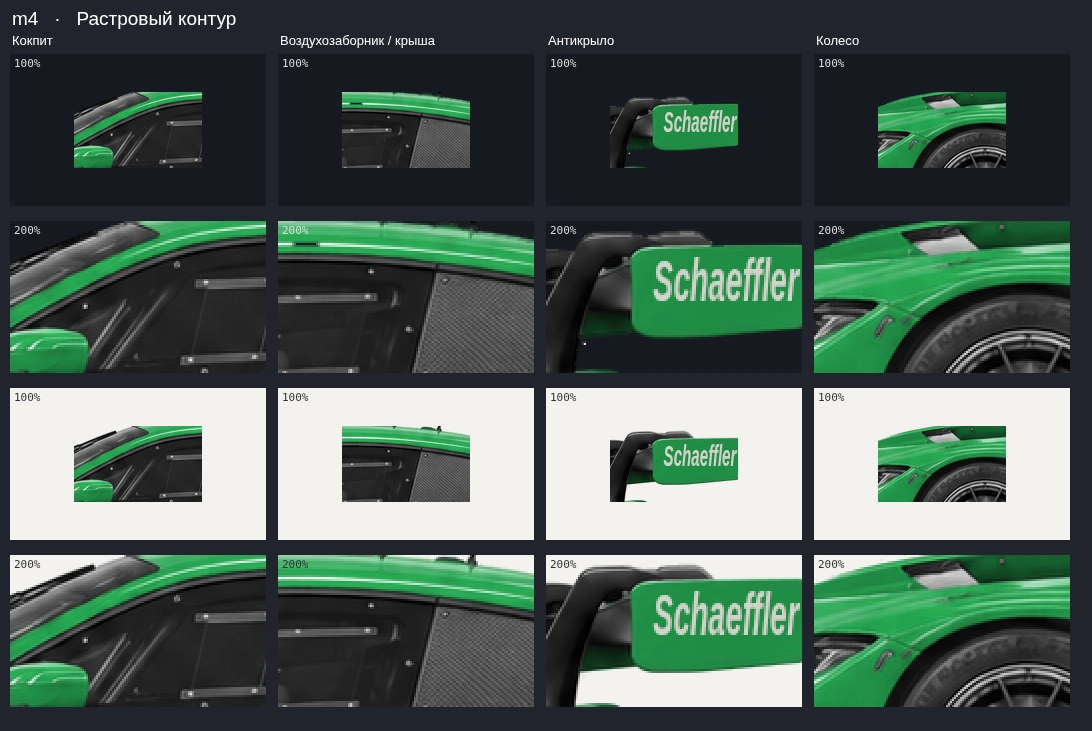 m4 · Растровый контур
Кокпит Воздухозаборник / крыша Антикрыло Колесо
100% 100% 100% 100%
Schaeffler
200% 200% 200% 200%
Schaeffler
100% 100% 100% 100%
Schaeffler
200% 200% 200% 200%
Schaeffler